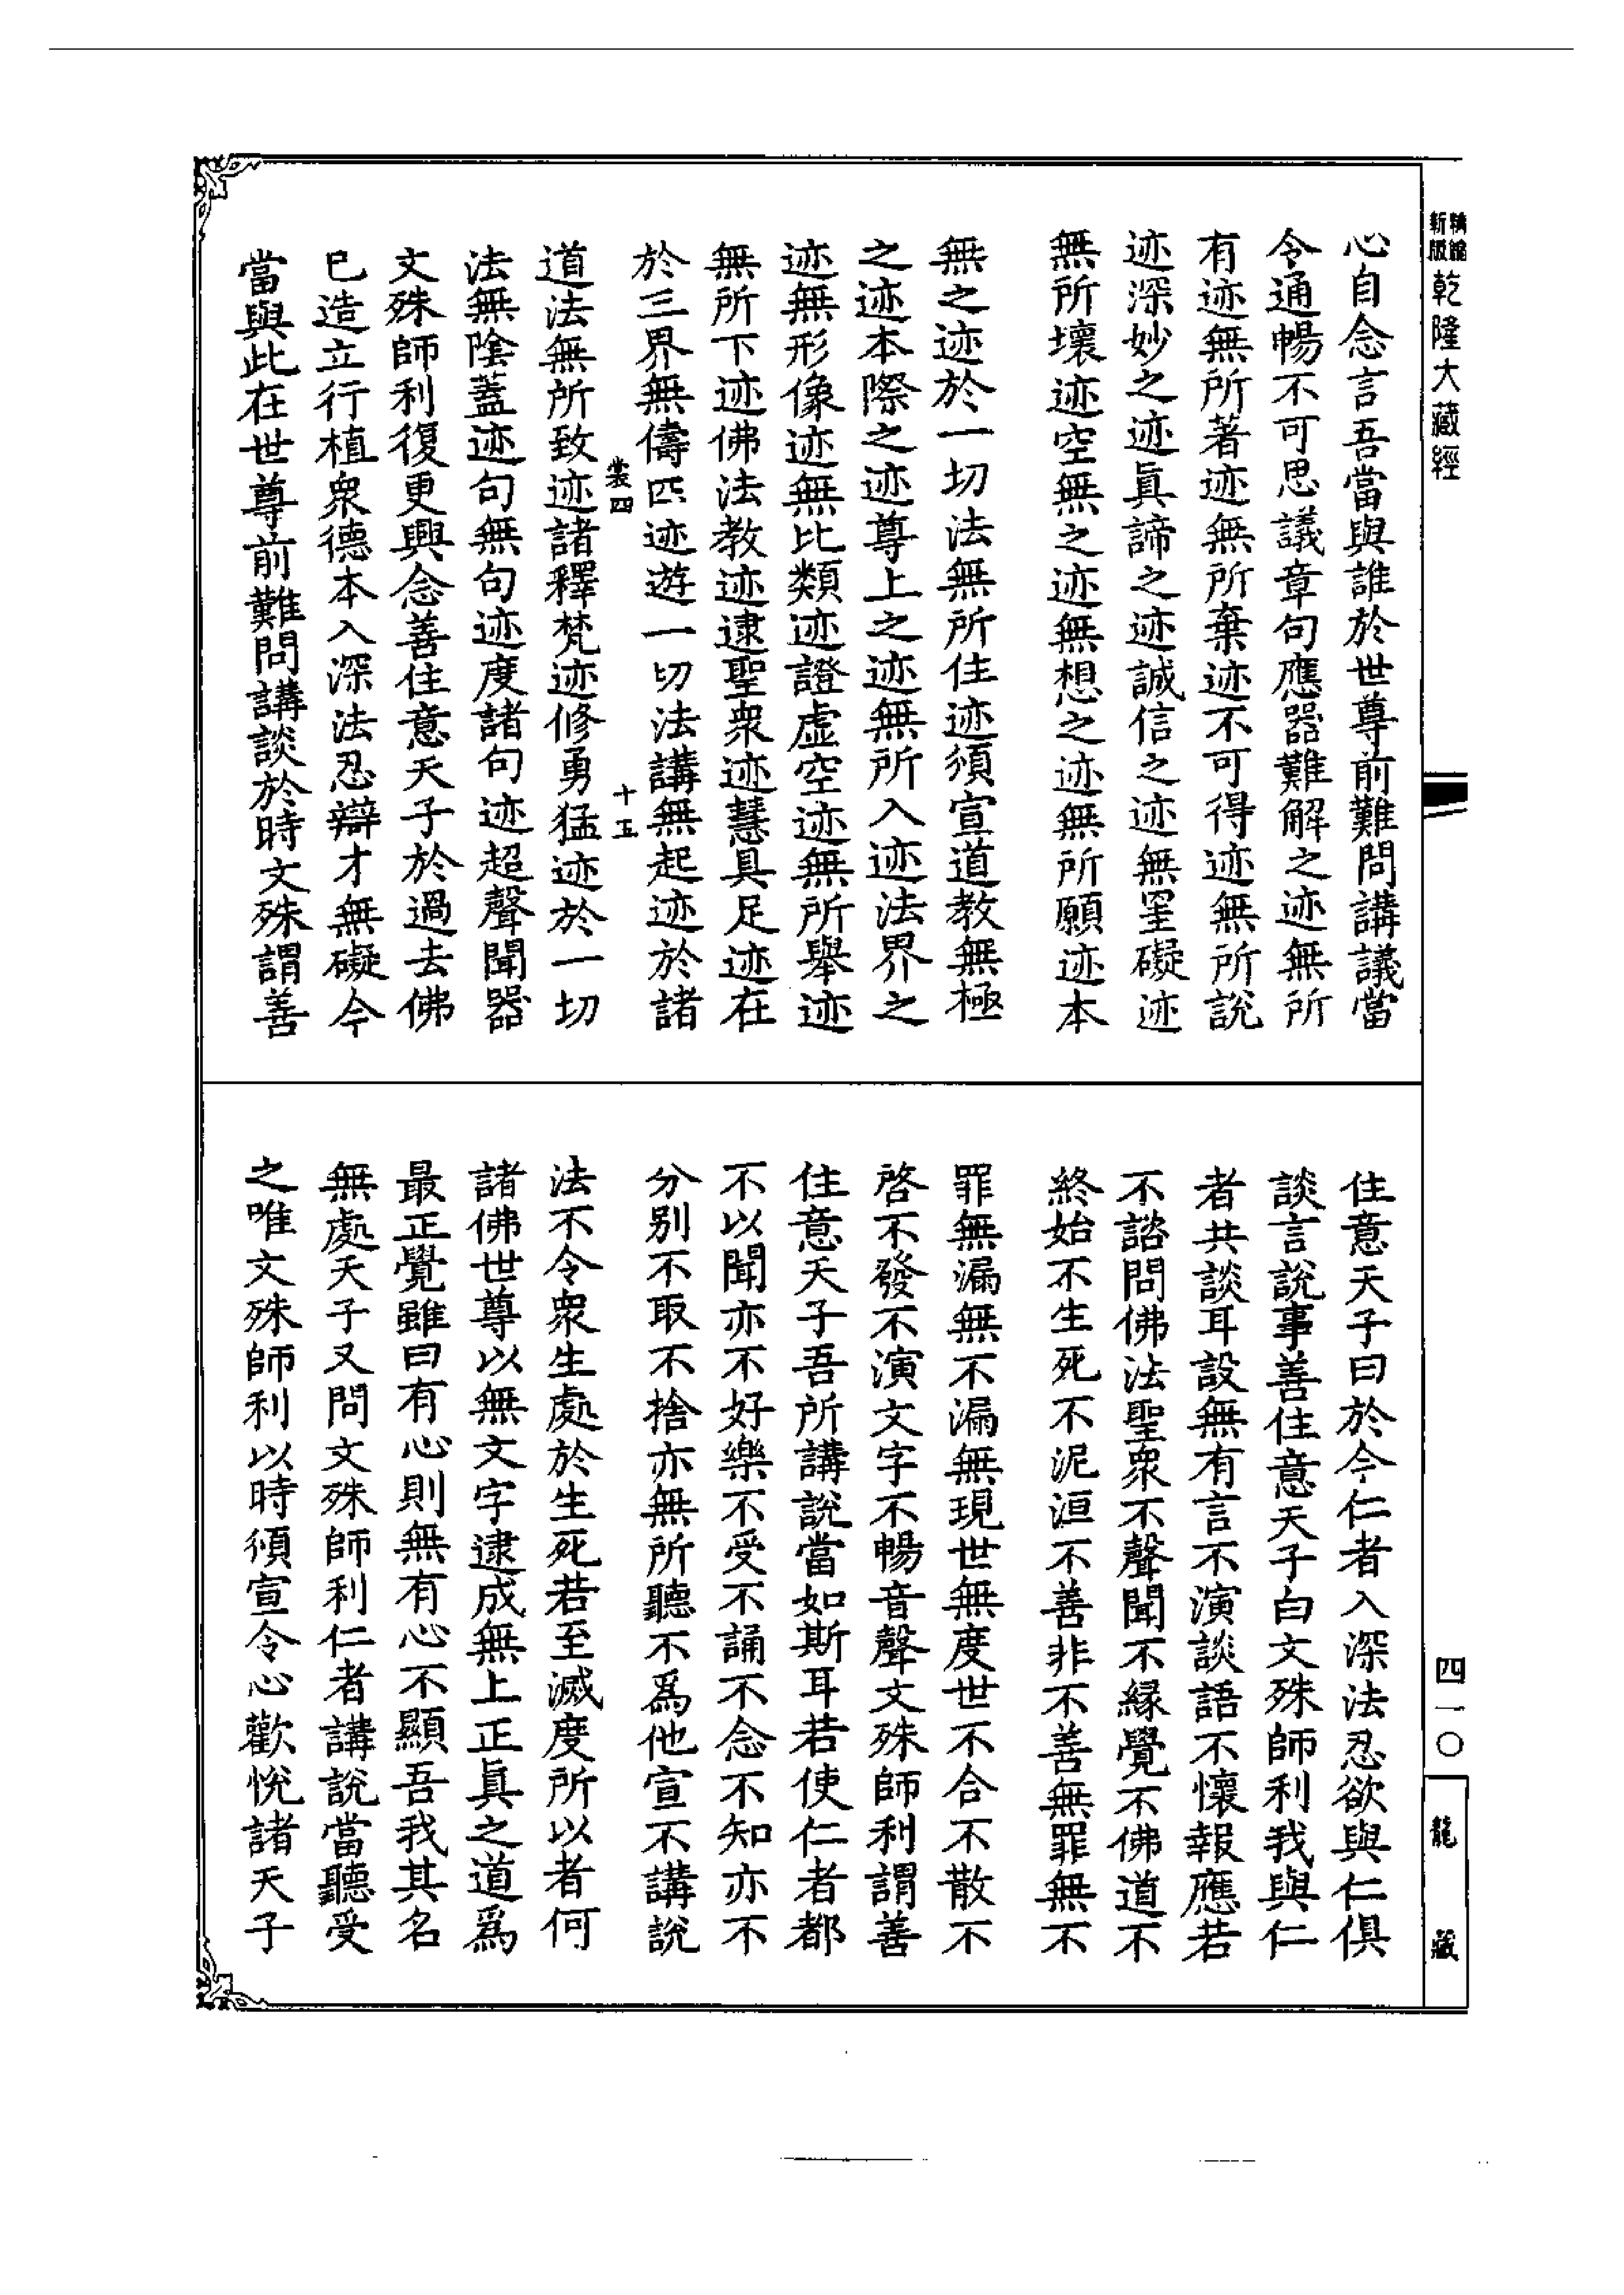 精縮新版乾隆大藏經
心自念言吾當與誰於世尊前難問講議當
令通暢不可思議章句應器難解之迹無所
有迹無所著迹無所棄迹不可得迹無所說
迹深妙之迹真諦之迹誠信之迹無罣礙迹
無所壞迹空無之迹無想之迹無所願迹本
無之迹於一切法無所住迹須宣道教無極
之迹本際之迹尊上之迹無所入迹法界之
迹無形像迹無比類迹證虛空迹無所舉迹
無所下迹佛法教迹逮聖衆迹慧具足迹在
於三界無儔匹迹遊一切法講無起迹於諸
裳四 十五
道法無所致迹諸釋梵迹修勇猛迹於一切
法無陰蓋迹句無句迹度諸句迹超聲聞器
文殊師利復更興念善住意天子於過去佛
已造立行植衆德本入深法忍辯才無礙今
當與此在世尊前難問講談於時文殊謂善
住意天子曰於今仁者入深法忍欲與仁俱
談言說事善住意天子白文殊師利我與仁
者共談耳設無有言不演談語不懷報應若
不諮問佛法聖衆不聲聞不緣覺不佛道不
終始不生死不泥洹不善非不善無罪無不
罪無漏無不漏無現世無度世不合不散不
啓不發不演文字不暢音聲文殊師利謂善
住意天子吾所講說當如斯耳若使仁者都
不以聞亦不好樂不受不誦不念不知亦不
分別不取不捨亦無所聽不爲他宣不講說
法不令衆生處於生死若至滅度所以者何
諸佛世尊以無文字逮成無上正真之道爲
最正覺雖曰有心則無有心不顯吾我其名
無處天子又問文殊師利仁者講說當聽受
之唯文殊師利以時須宣令心歡悅諸天子
四一〇
龍藏